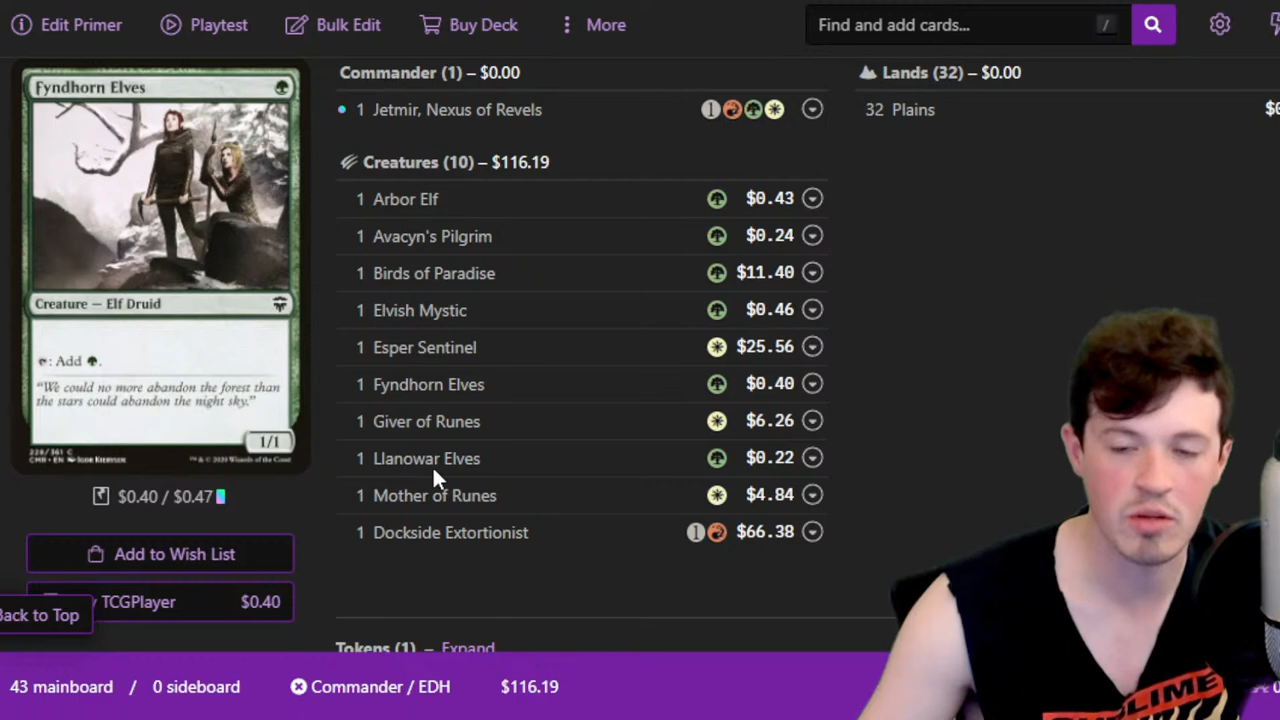 Edit Primer
Playtest
Bulk Edit
Buy Deck
More
Find and add cards...
/
Fyndhorn Elves
Creature — Elf Druid
: Add .
"We could no more abandon the forest than
the stars could abandon the night sky."
1/1
$0.40 / $0.47
Add to Wish List
TCGPlayer $0.40
Back to Top
Commander (1) – $0.00
1 Jetmir, Nexus of Revels 1
Creatures (10) – $116.19
1 Arbor Elf $0.43
1 Avacyn's Pilgrim $0.24
1 Birds of Paradise $11.40
1 Elvish Mystic $0.46
1 Esper Sentinel $25.56
1 Fyndhorn Elves $0.40
1 Giver of Runes $6.26
1 Llanowar Elves $0.22
1 Mother of Runes $4.84
1 Dockside Extortionist 1 $66.38
Tokens (1) – Expand
Lands (32) – $0.00
32 Plains
43 mainboard / 0 sideboard
Commander / EDH
$116.19